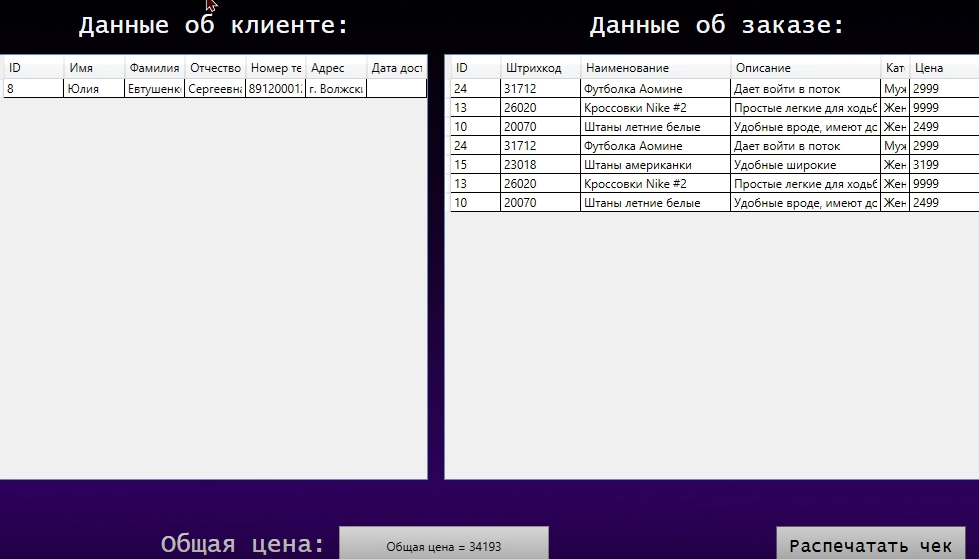 Данные об клиенте:
Данные об заказе:
ID Имя Фамилия Отчество Номер те Адрес Дата дост
8 Юлия Евтушенк Сергеевна 89120001 г. Волжски
ID Штрихкод Наименование Описание Кат Цена
24 31712 Футболка Аомине Дает войти в поток Муж 2999
13 26020 Кроссовки Nike #2 Простые легкие для ходьб Жен 9999
10 20070 Штаны летние белые Удобные вроде, имеют до Жен 2499
24 31712 Футболка Аомине Дает войти в поток Муж 2999
15 23018 Штаны американки Удобные широкие Жен 3199
13 26020 Кроссовки Nike #2 Простые легкие для ходьб Жен 9999
10 20070 Штаны летние белые Удобные вроде, имеют до Жен 2499
Общая цена: Общая цена = 34193
Распечатать чек